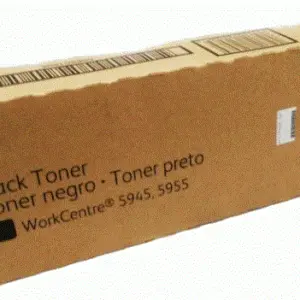 ack Toner
oner negro · Toner preto
WorkCentre® 5945, 5955